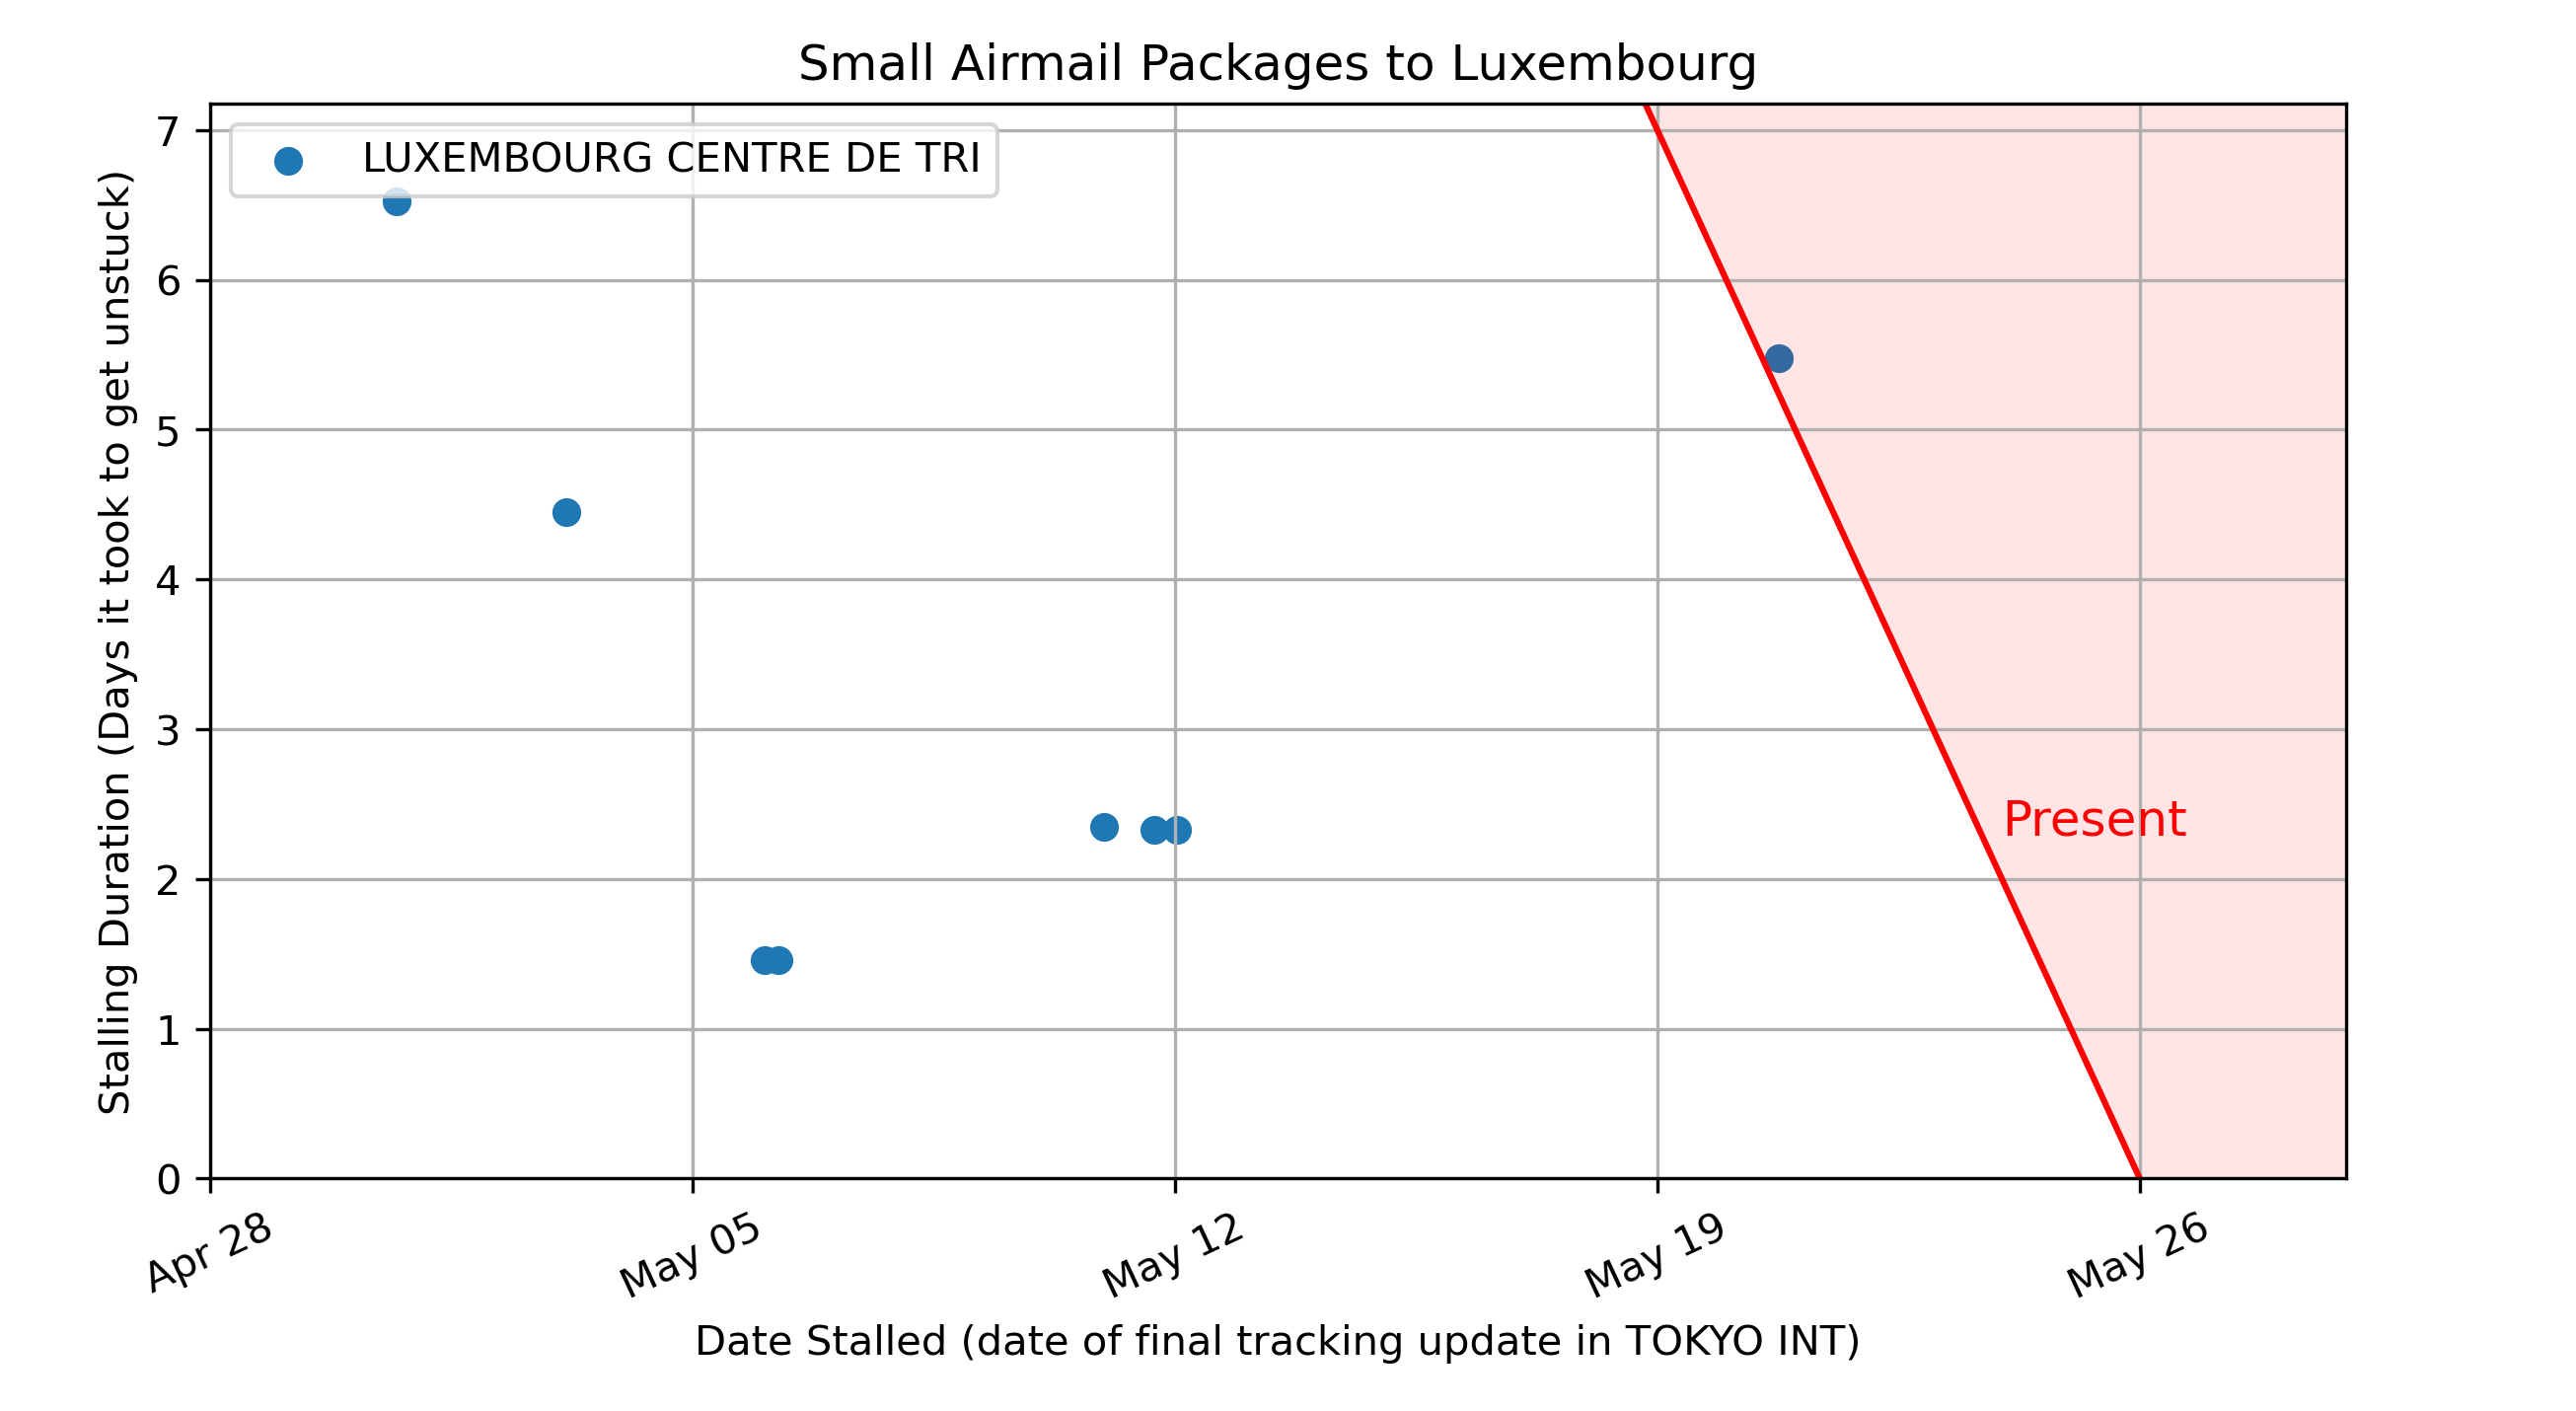 Small Airmail Packages to Luxembourg
LUXEMBOURG CENTRE DE TRI
Stalling Duration (Days it took to get unstuck)
7
6
5
4
3
2
1
0
Present
Apr 28
May 05
May 12
May 19
May 26
Date Stalled (date of final tracking update in TOKYO INT)